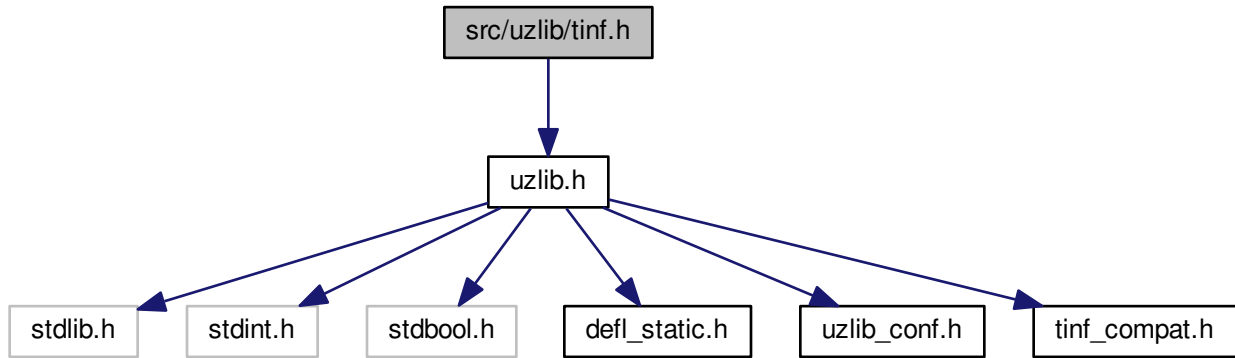 src/uzlib/tinf.h
uzlib.h
stdlib.h
stdint.h
stdbool.h
defl_static.h
uzlib_conf.h
tinf_compat.h